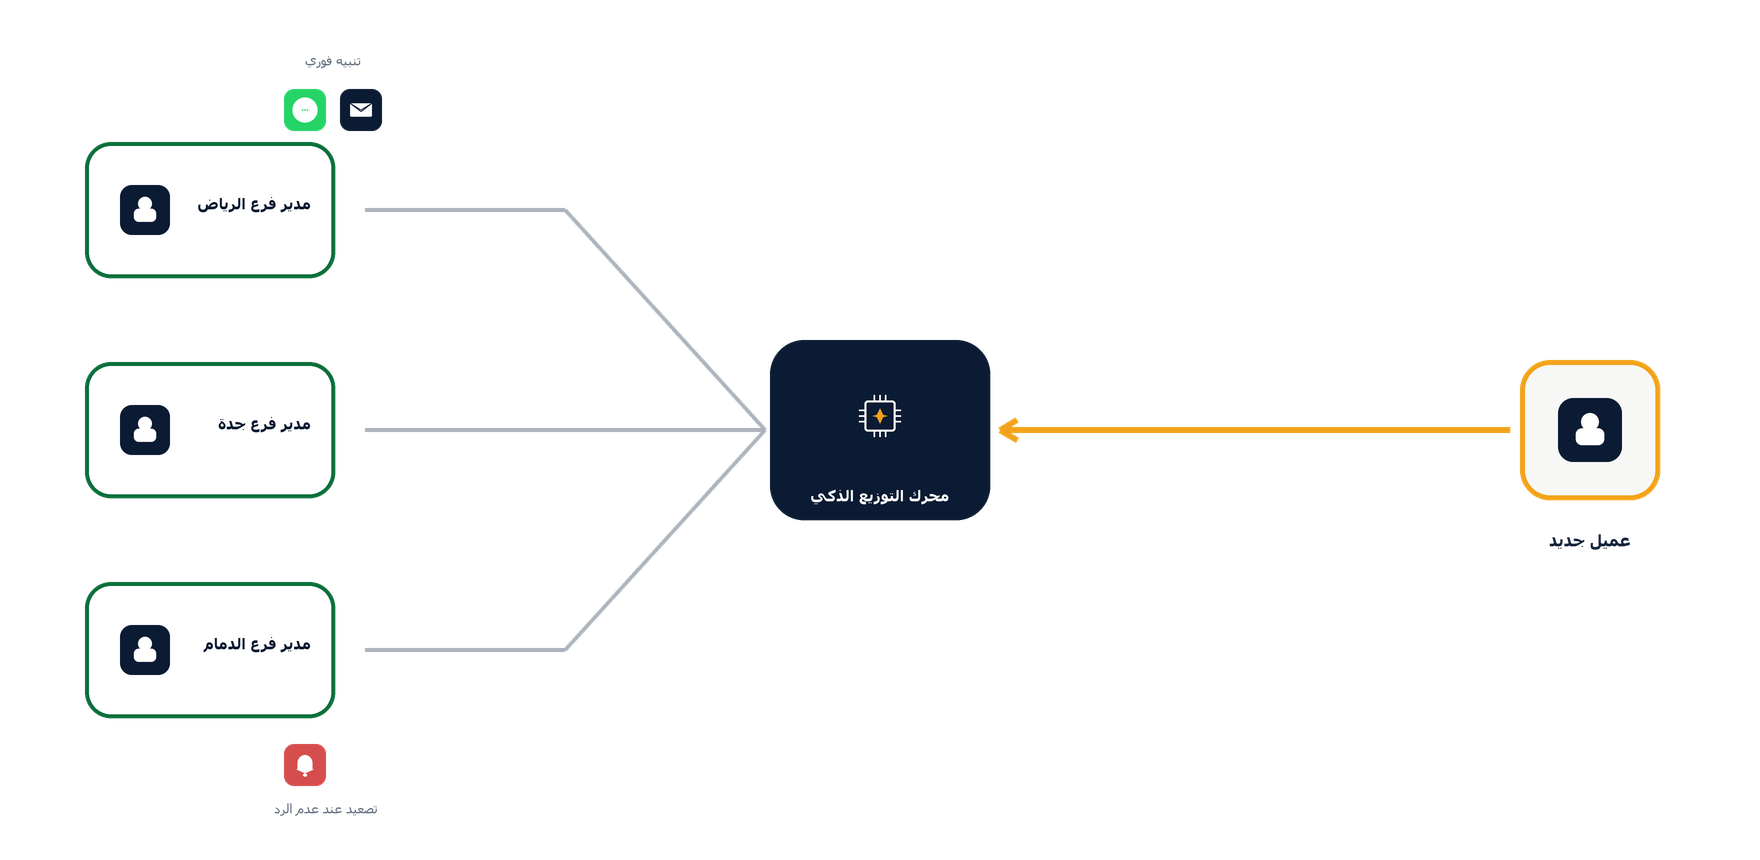 عميل جديد
محرك التوزيع الذكي
تنبيه فوري
مدير فرع الرياض
مدير فرع جدة
مدير فرع الدمام
تصعيد عند عدم الرد